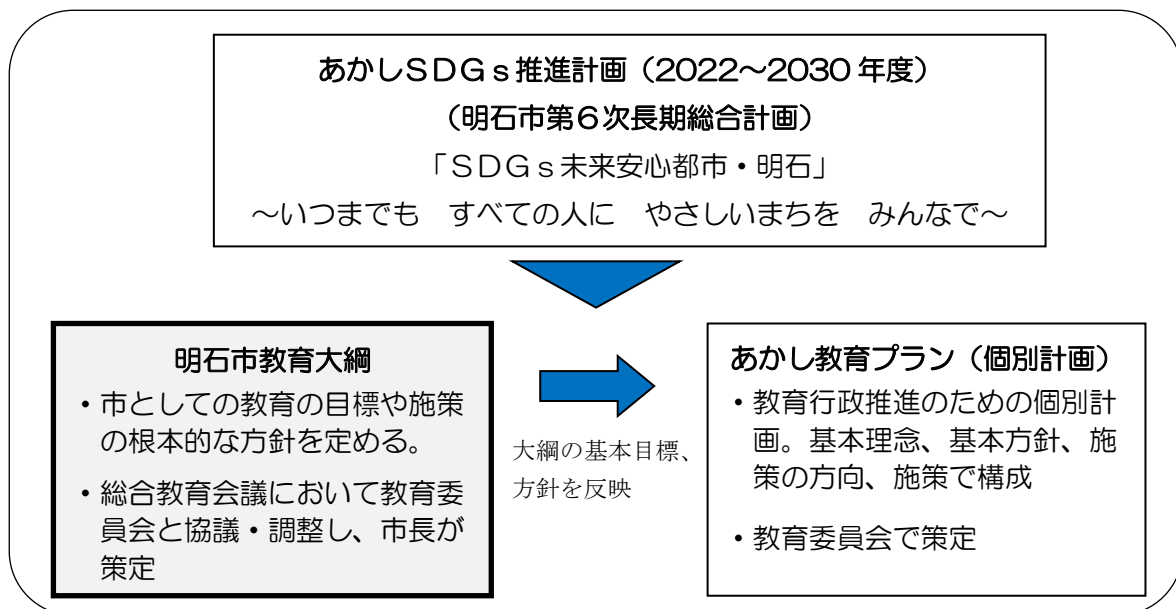 あかしSDGs推進計画（2022～2030年度）
（明石市第6次長期総合計画）
「SDGs未来安心都市・明石」
～いつまでも　すべての人に　やさしいまちを　みんなで～
明石市教育大綱
・市としての教育の目標や施策
の根本的な方針を定める。
・総合教育会議において教育委
員会と協議・調整し、市長が
策定
大綱の基本目標、
方針を反映
あかし教育プラン（個別計画）
・教育行政推進のための個別計
画。基本理念、基本方針、施
策の方向、施策で構成
・教育委員会で策定